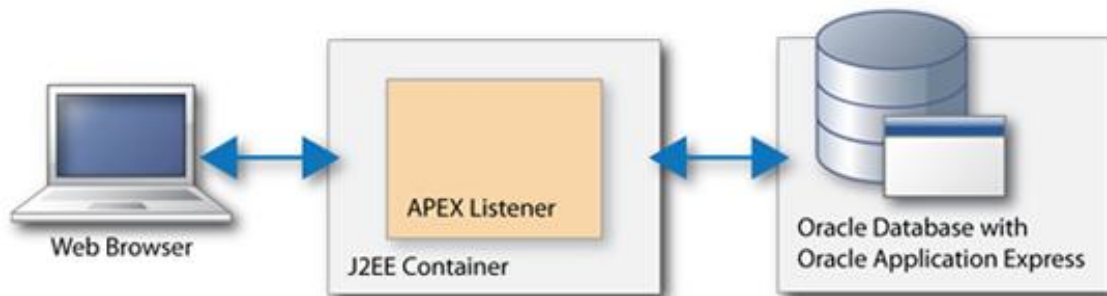 Web Browser
APEX Listener
J2EE Container
Oracle Database with
Oracle Application Express